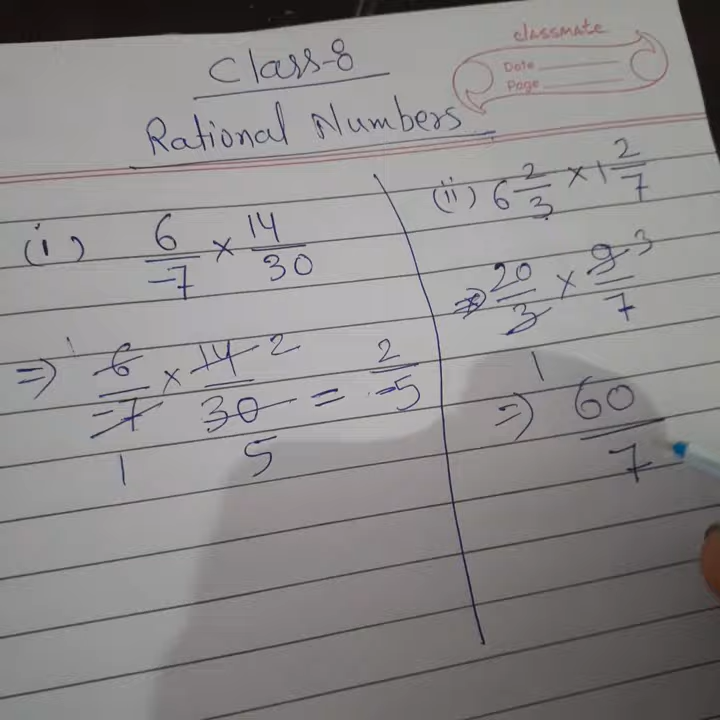 classmate
Date
Page
Class-8
Rational Numbers
(i) 6/-7 × 14/30
=> 6/-7 × 14/30 = 2/-5
1 2
1 5
(ii) 6 2/3 × 1 2/7
=> 20/3 × 9/7
3
1
=> 60/7